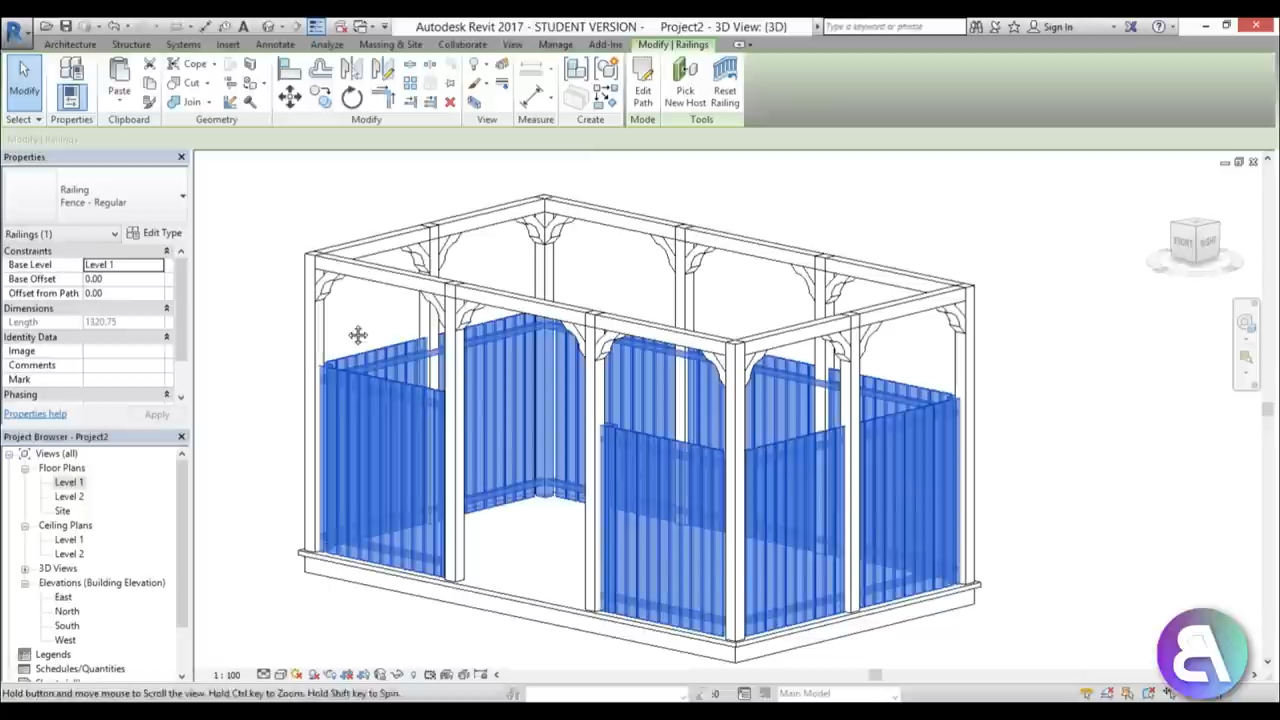 Autodesk Revit 2017 - STUDENT VERSION - Project2 - 3D View: {3D}
Type a keyword or phrase
Sign In
Architecture Structure Systems Insert Annotate Analyze Massing & Site Collaborate View Manage Add-Ins Modify | Railings
Modify
Paste
Cope
Cut
Join
Edit Path
Pick New Host
Reset Railing
Select Properties Clipboard Geometry Modify View Measure Create Mode Tools
Modify | Railings
Properties
Railing
Fence - Regular
Railings (1)
Edit Type
Constraints
Base Level Level 1
Base Offset 0.00
Offset from Path 0.00
Dimensions
Length 1320.75
Identity Data
Image
Comments
Mark
Phasing
Properties help
Apply
Project Browser - Project2
Views (all)
Floor Plans
Level 1
Level 2
Site
Ceiling Plans
Level 1
Level 2
3D Views
Elevations (Building Elevation)
East
North
South
West
Legends
Schedules/Quantities
FRONT
RIGHT
1 : 100
Hold button and move mouse to Scroll the view. Hold Ctrl key to Zoom. Hold Shift key to Spin.
:0
Main Model